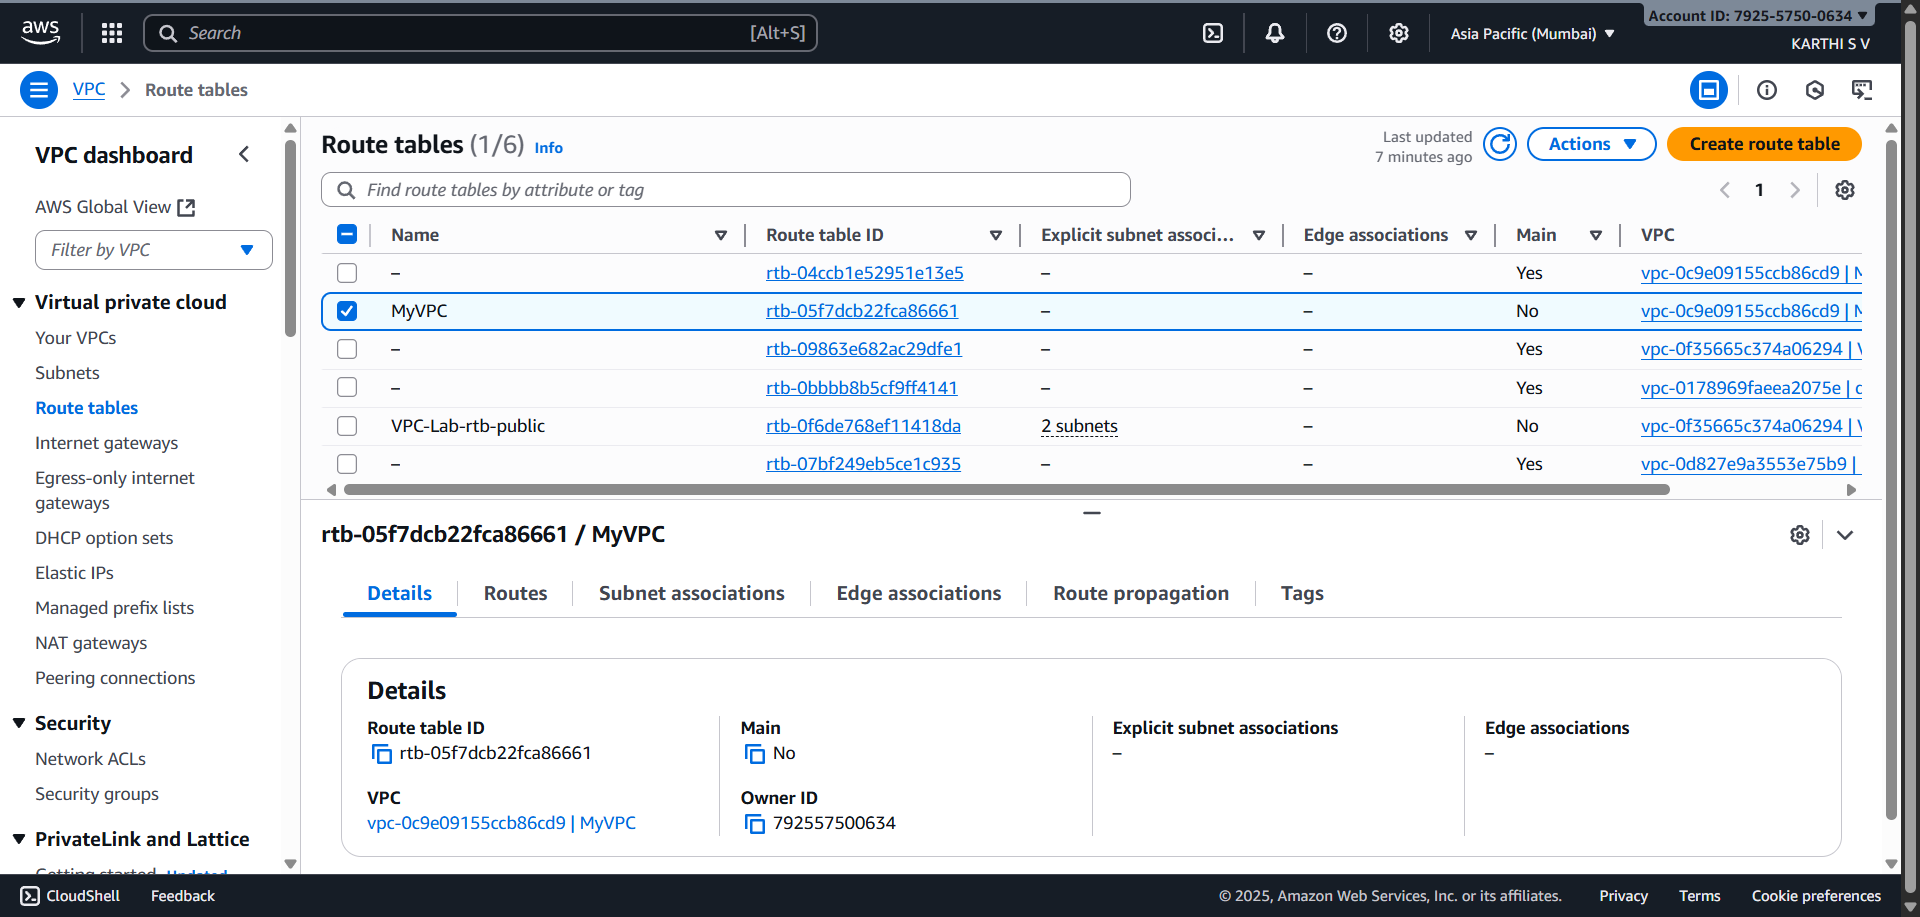 aws
Search
[Alt+S]
Asia Pacific (Mumbai)
Account ID: 7925-5750-0634
KARTHI S V
VPC
Route tables
VPC dashboard
AWS Global View
Filter by VPC
Virtual private cloud
Your VPCs
Subnets
Route tables
Internet gateways
Egress-only internet
gateways
DHCP option sets
Elastic IPs
Managed prefix lists
NAT gateways
Peering connections
Security
Network ACLs
Security groups
PrivateLink and Lattice
Getting started Updated
Route tables (1/6) Info
Last updated
7 minutes ago
Actions
Create route table
Find route tables by attribute or tag
1
Name Route table ID Explicit subnet associ... Edge associations Main VPC
– rtb-04ccb1e52951e13e5 – – Yes vpc-0c9e09155ccb86cd9 | M
MyVPC rtb-05f7dcb22fca86661 – – No vpc-0c9e09155ccb86cd9 | M
– rtb-09863e682ac29dfe1 – – Yes vpc-0f35665c374a06294 | V
– rtb-0bbbb8b5cf9ff4141 – – Yes vpc-0178969faeea2075e | d
VPC-Lab-rtb-public rtb-0f6de768ef11418da 2 subnets – No vpc-0f35665c374a06294 | V
– rtb-07bf249eb5ce1c935 – – Yes vpc-0d827e9a3553e75b9 |
rtb-05f7dcb22fca86661 / MyVPC
Details Routes Subnet associations Edge associations Route propagation Tags
Details
Route table ID
rtb-05f7dcb22fca86661
Main
No
Explicit subnet associations
–
Edge associations
–
VPC
vpc-0c9e09155ccb86cd9 | MyVPC
Owner ID
792557500634
CloudShell
Feedback
© 2025, Amazon Web Services, Inc. or its affiliates.
Privacy
Terms
Cookie preferences